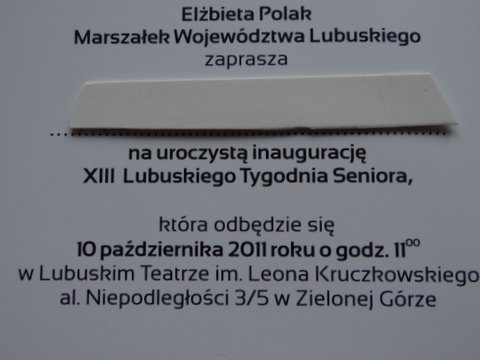 Elżbieta Polak
Marszałek Województwa Lubuskiego
zaprasza
na uroczystą inaugurację
XIII Lubuskiego Tygodnia Seniora,
która odbędzie się
10 października 2011 roku o godz. 11⁰⁰
w Lubuskim Teatrze im. Leona Kruczkowskiego
al. Niepodległości 3/5 w Zielonej Górze